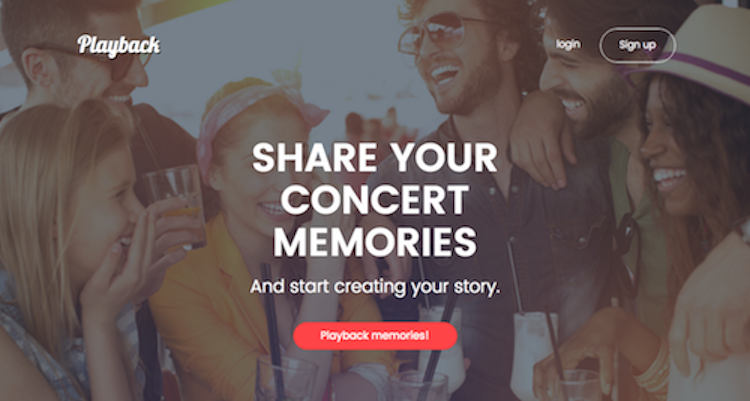 Playback
login
Sign up
SHARE YOUR
CONCERT
MEMORIES
And start creating your story.
Playback memories!